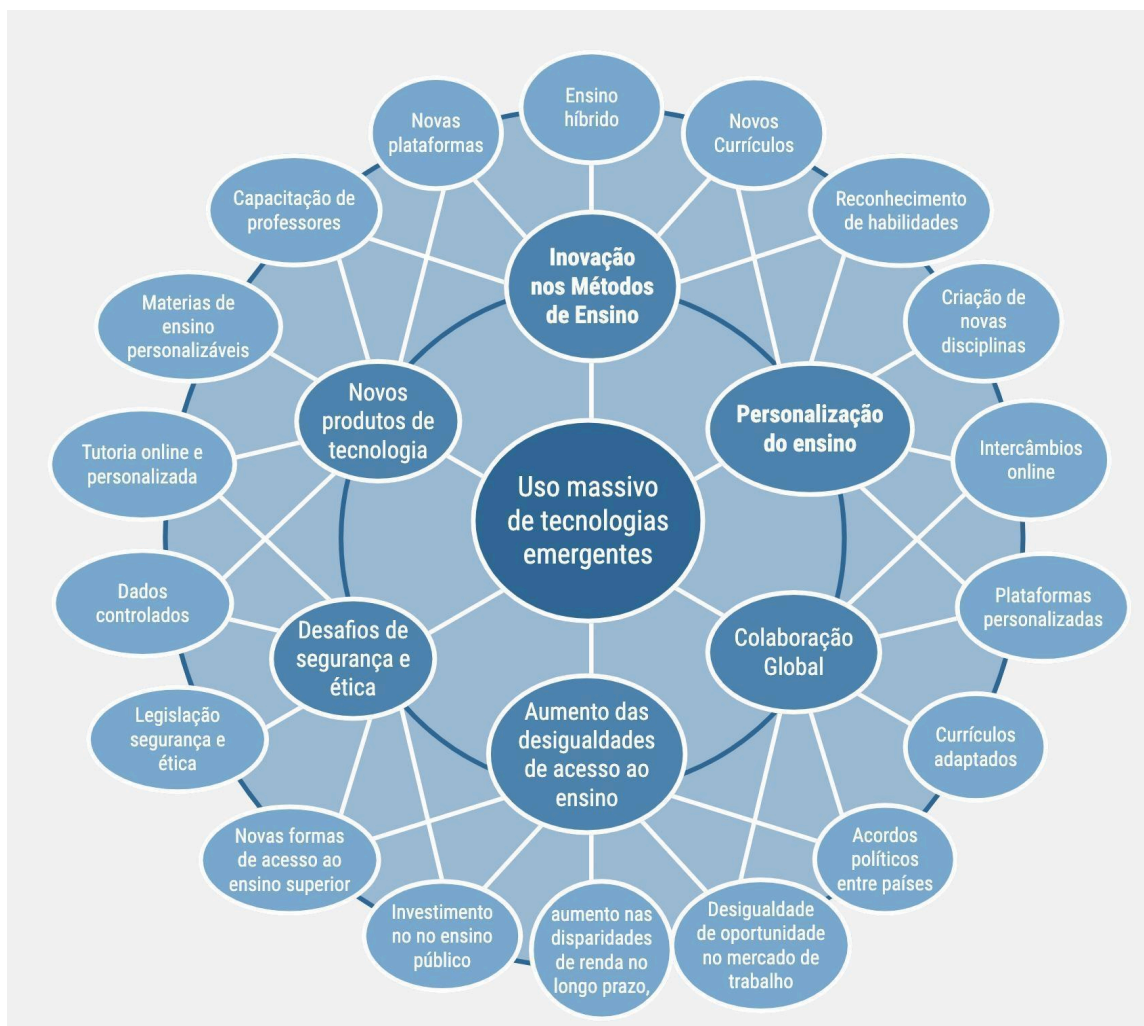 Ensino
híbrido
Novas
plataformas
Novos
Currículos
Capacitação de
professores
Reconhecimento
de habilidades
Inovação
nos Métodos
de Ensino
Materias de
ensino
personalizáveis
Criação de
novas
disciplinas
Novos
produtos de
tecnologia
Personalização
do ensino
Tutoria online e
personalizada
Intercâmbios
online
Uso massivo
de tecnologias
emergentes
Dados
controlados
Plataformas
personalizadas
Desafios de
segurança e
ética
Colaboração
Global
Legislação
segurança e
ética
Aumento das
desigualdades
de acesso ao
ensino
Currículos
adaptados
Novas formas
de acesso ao
ensino superior
Acordos
políticos
entre países
Investimento
no no ensino
público
aumento nas
disparidades
de renda no
longo prazo,
Desigualdade
de oportunidade
no mercado de
trabalho